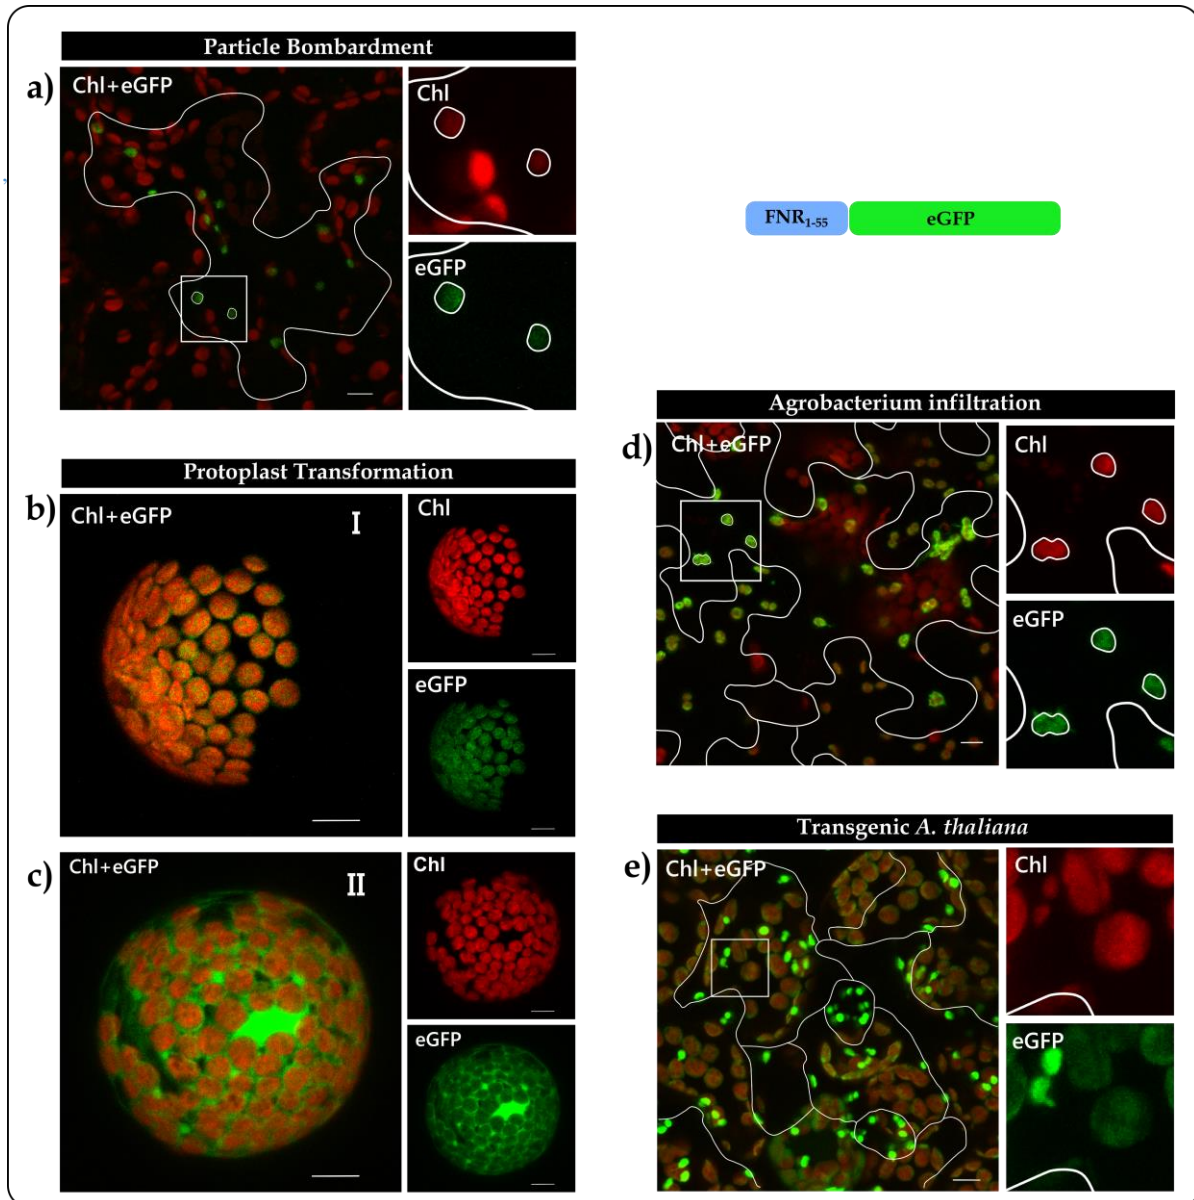 Particle Bombardment
a)
Chl+eGFP
Chl
eGFP
FNR1-55
eGFP
Protoplast Transformation
b)
Chl+eGFP
I
Chl
eGFP
c)
Chl+eGFP
II
Chl
eGFP
Agrobacterium infiltration
d)
Chl+eGFP
Chl
eGFP
Transgenic A. thaliana
e)
Chl+eGFP
Chl
eGFP